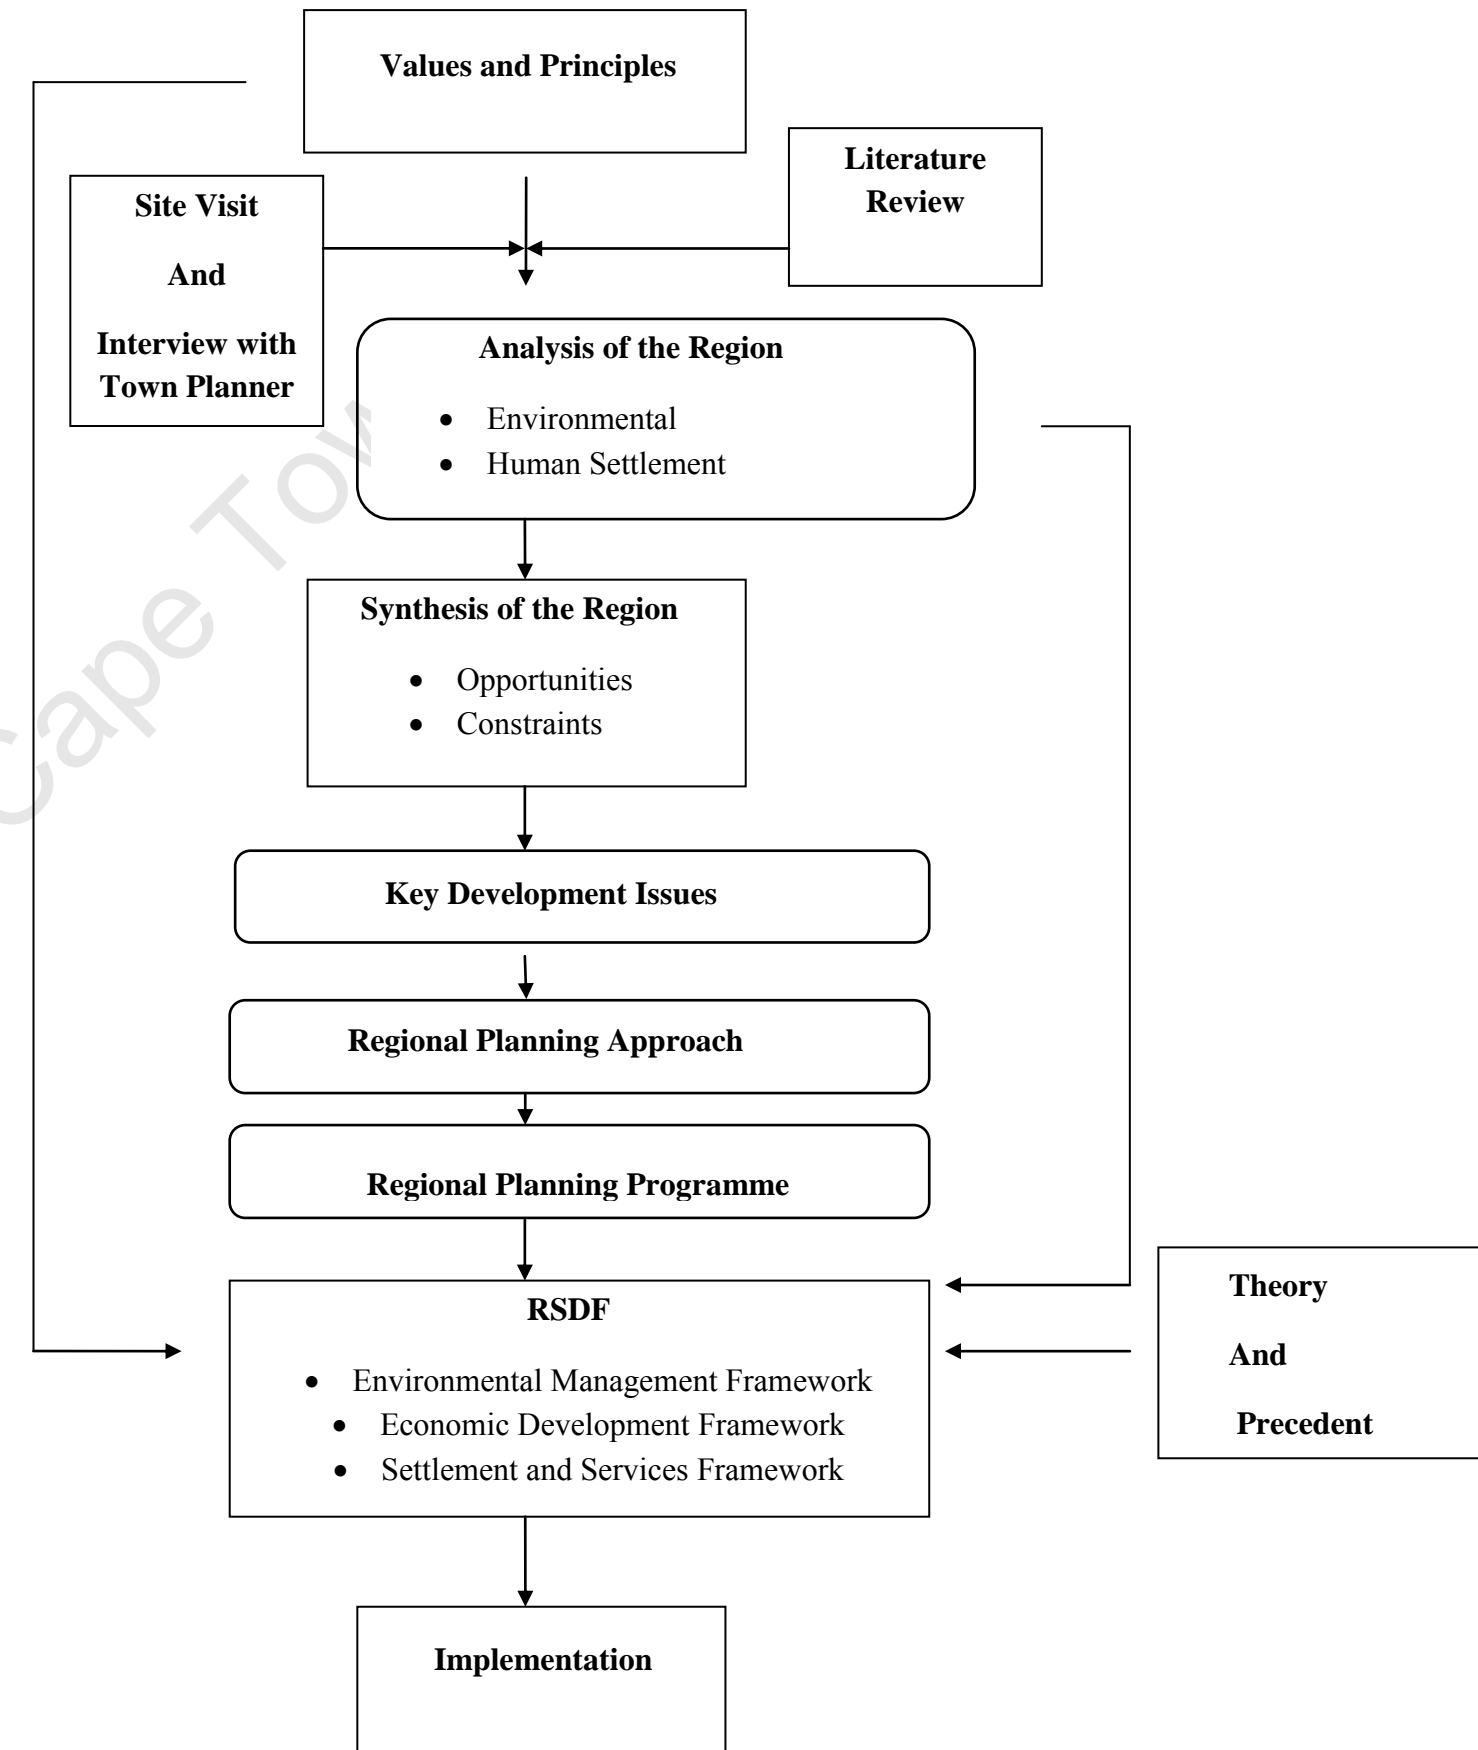 Values and Principles
Literature
Review
Site Visit
And
Interview with
Town Planner
Analysis of the Region
• Environmental
• Human Settlement
Synthesis of the Region
• Opportunities
• Constraints
Key Development Issues
Regional Planning Approach
Regional Planning Programme
RSDF
• Environmental Management Framework
• Economic Development Framework
• Settlement and Services Framework
Theory
And
Precedent
Implementation
Cape Tow